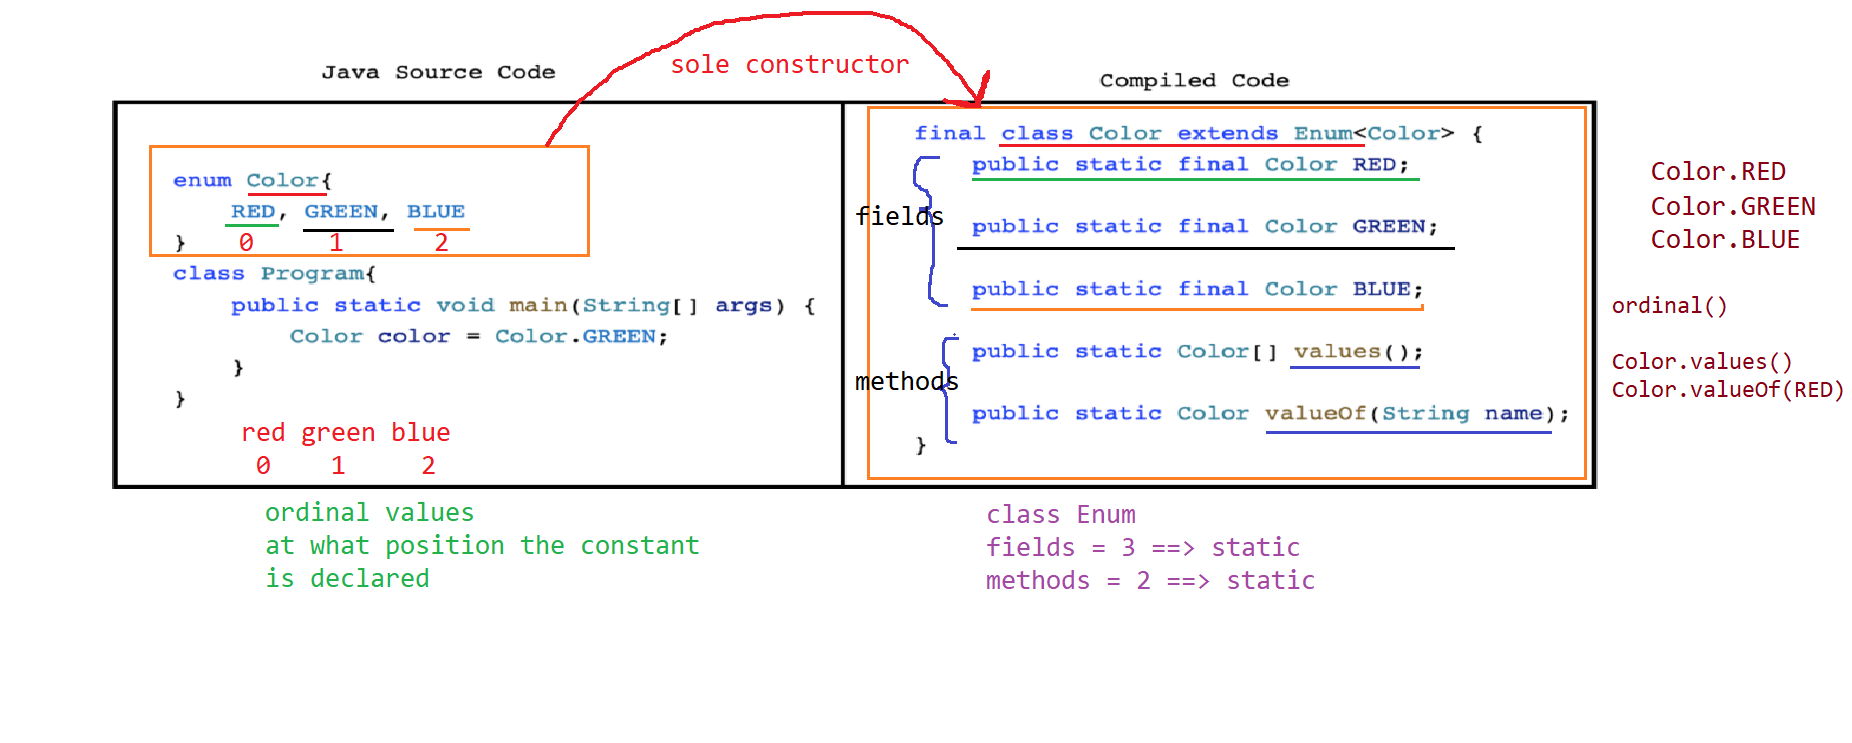 sole constructor
Java Source Code
Compiled Code
enum Color{
RED, GREEN, BLUE
} 0 1 2
class Program{
public static void main(String[] args) {
Color color = Color.GREEN;
}
}
red green blue
0 1 2
ordinal values
at what position the constant
is declared
final class Color extends Enum<Color> {
public static final Color RED;
fields
public static final Color GREEN;
public static final Color BLUE;
public static Color[] values();
methods
public static Color valueOf(String name);
}
class Enum
fields = 3 ==> static
methods = 2 ==> static
Color.RED
Color.GREEN
Color.BLUE
ordinal()
Color.values()
Color.valueOf(RED)